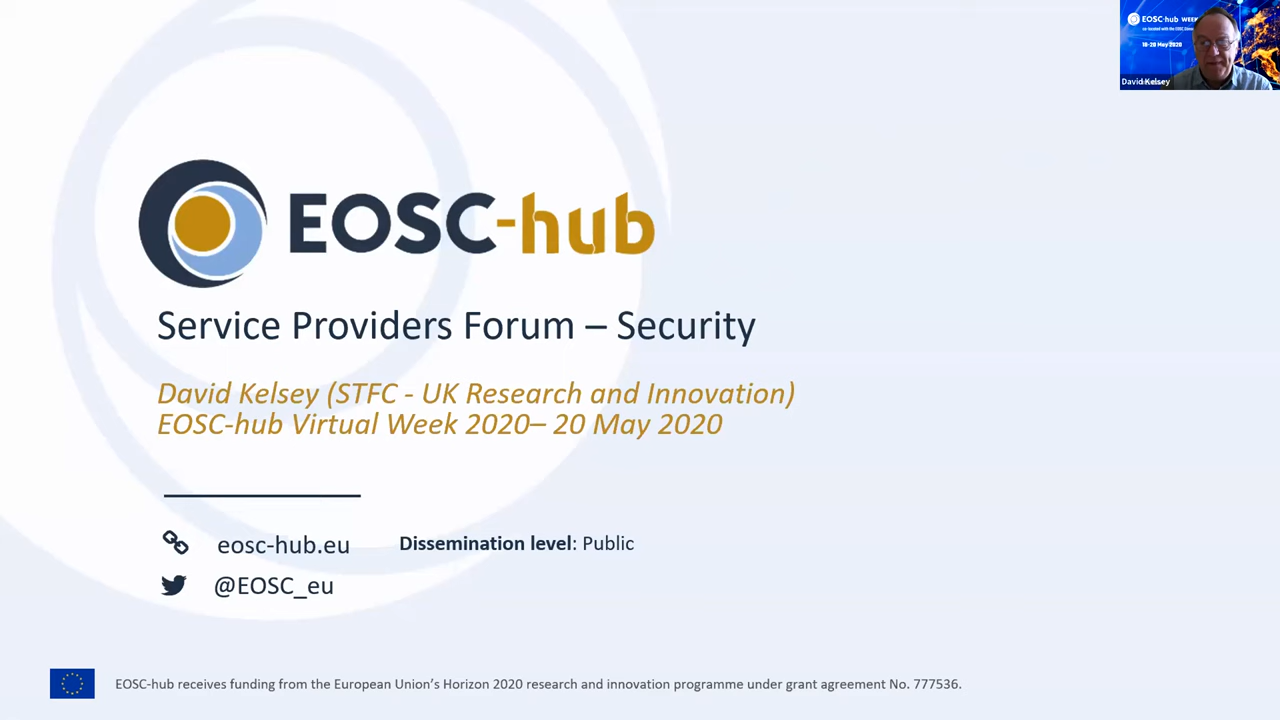 EOSC-hub WEEK
18-20 May 2020
David Kelsey
EOSC-hub
Service Providers Forum – Security
David Kelsey (STFC - UK Research and Innovation)
EOSC-hub Virtual Week 2020– 20 May 2020
eosc-hub.eu
Dissemination level: Public
@EOSC_eu
EOSC-hub receives funding from the European Union's Horizon 2020 research and innovation programme under grant agreement No. 777536.